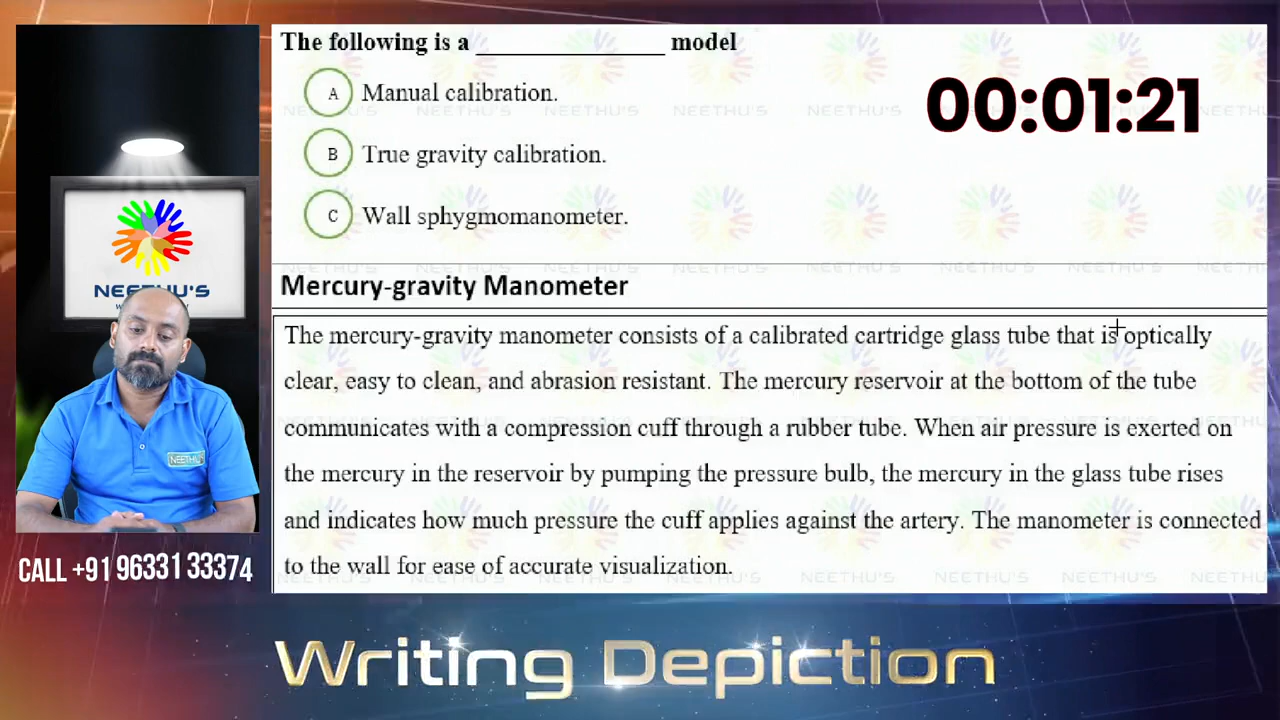 The following is a ______________ model
A Manual calibration.
B True gravity calibration.
C Wall sphygmomanometer.
00:01:21
Mercury-gravity Manometer
The mercury-gravity manometer consists of a calibrated cartridge glass tube that is optically
clear, easy to clean, and abrasion resistant. The mercury reservoir at the bottom of the tube
communicates with a compression cuff through a rubber tube. When air pressure is exerted on
the mercury in the reservoir by pumping the pressure bulb, the mercury in the glass tube rises
and indicates how much pressure the cuff applies against the artery. The manometer is connected
to the wall for ease of accurate visualization.
NEETHU'S
NEETHU'S
CALL +91 96331 33374
Writing Depiction